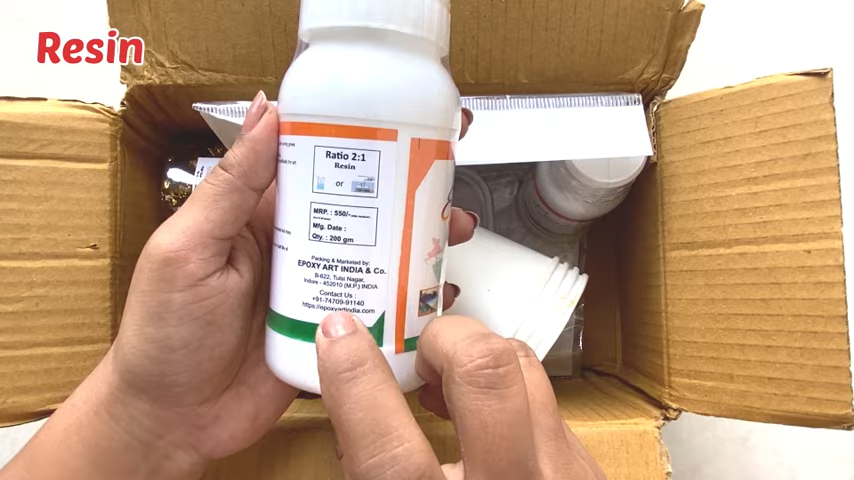 Resin
Ratio 2:1
Resin
or
MRP. : 550/-
Mfg. Date :
Qty. : 200 gm
Packing & Marketed by:
EPOXY ART INDIA & Co.
B-622, Tulsi Nagar,
Indore - 452010 (M.P.) INDIA
Contact Us :
+91-74709-91140
https://epoxyartindia.com